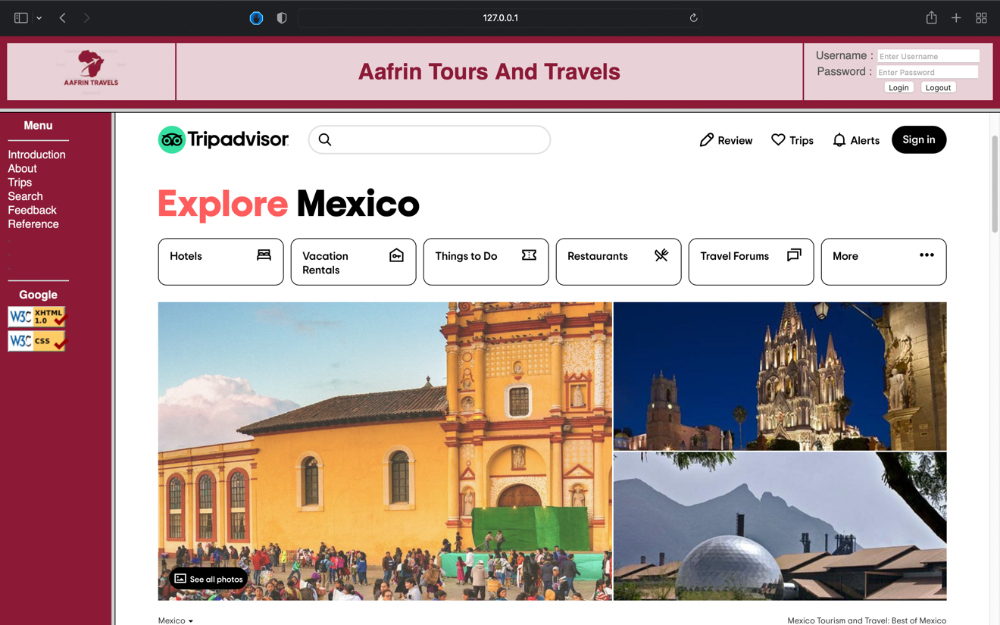 127.0.0.1
AAFRIN TRAVELS
Aafrin Tours And Travels
Username :
Enter Username
Password :
Enter Password
Login
Logout
Menu
Introduction
About
Trips
Search
Feedback
Reference
.
.
.
Google
W3C XHTML 1.0
W3C CSS
Tripadvisor
Review
Trips
Alerts
Sign in
Explore Mexico
Hotels
Vacation
Rentals
Things to Do
Restaurants
Travel Forums
More
See all photos
Mexico
Mexico Tourism and Travel: Best of Mexico